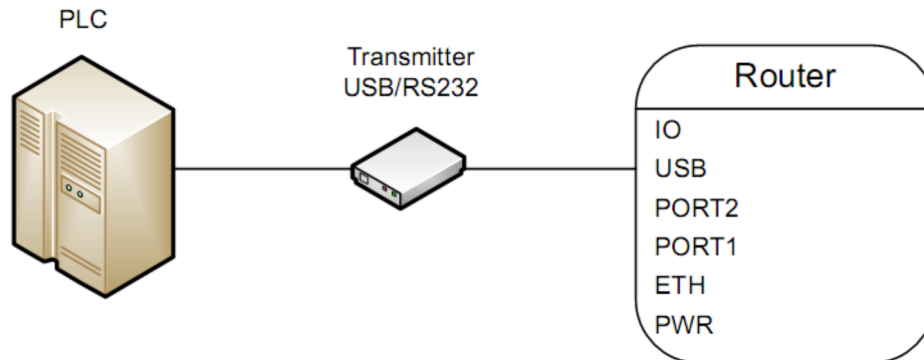 PLC
Transmitter
USB/RS232
Router
IO
USB
PORT2
PORT1
ETH
PWR